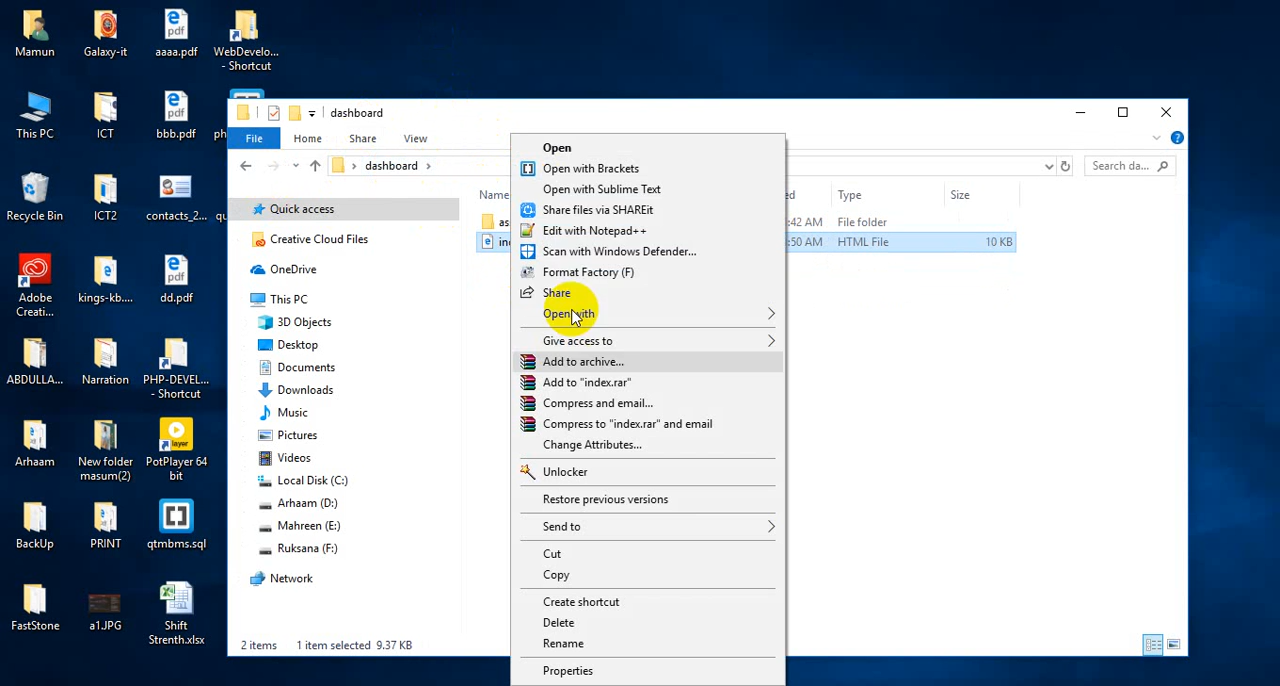 Mamun
Galaxy-it
aaaa.pdf
WebDevelo...
- Shortcut
This PC
ICT
bbb.pdf
ph
Recycle Bin
ICT2
contacts_2...
Adobe
Creati...
kings-kb....
dd.pdf
ABDULLA...
Narration
PHP-DEVEL...
- Shortcut
Arhaam
New folder
masum(2)
PotPlayer 64
bit
BackUp
PRINT
qtmbms.sql
FastStone
a1.JPG
Shift
Strenth.xlsx
dashboard
File
Home
Share
View
dashboard
Search da...
Quick access
Creative Cloud Files
OneDrive
This PC
3D Objects
Desktop
Documents
Downloads
Music
Pictures
Videos
Local Disk (C:)
Arhaam (D:)
Mahreen (E:)
Ruksana (F:)
Network
Name
ed
Type
Size
as
:42 AM
File folder
ind
:50 AM
HTML File
10 KB
2 items
1 item selected 9.37 KB
Open
Open with Brackets
Open with Sublime Text
Share files via SHAREit
Edit with Notepad++
Scan with Windows Defender...
Format Factory (F)
Share
Open with
Give access to
Add to archive...
Add to "index.rar"
Compress and email...
Compress to "index.rar" and email
Change Attributes...
Unlocker
Restore previous versions
Send to
Cut
Copy
Create shortcut
Delete
Rename
Properties